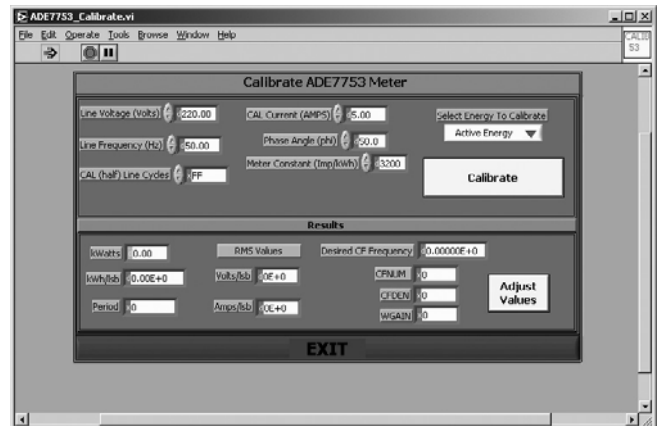 ADE7753_Calibrate.vi
File Edit Operate Tools Browse Window Help
CALIB
53
Calibrate ADE7753 Meter
Line Voltage (Volts) 220.00
CAL Current (AMPS) 5.00
Select Energy To Calibrate
Active Energy
Line Frequency (Hz) 50.00
Phase Angle (phi) 50.0
Meter Constant (Imp/kWh) 3200
CAL (half) Line Cycles FF
Calibrate
Results
kWatts 0.00
RMS Values
Desired CF Frequency 0.00000E+0
kWh/lsb 0.00E+0
Volts/lsb 0E+0
CFNUM 0
CFDEN 0
Adjust
Values
Period 0
Amps/lsb 0E+0
WGAIN 0
EXIT